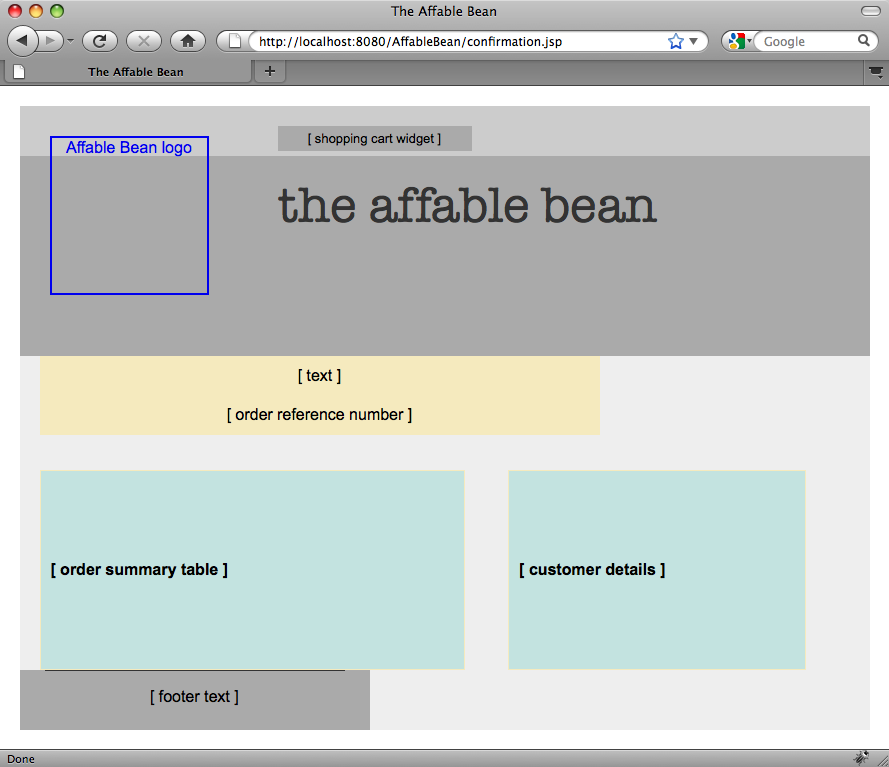 The Affable Bean
http://localhost:8080/AffableBean/confirmation.jsp
Google
The Affable Bean
[ shopping cart widget ]
Affable Bean logo
the affable bean
[ text ]
[ order reference number ]
[ order summary table ]
[ customer details ]
[ footer text ]
Done